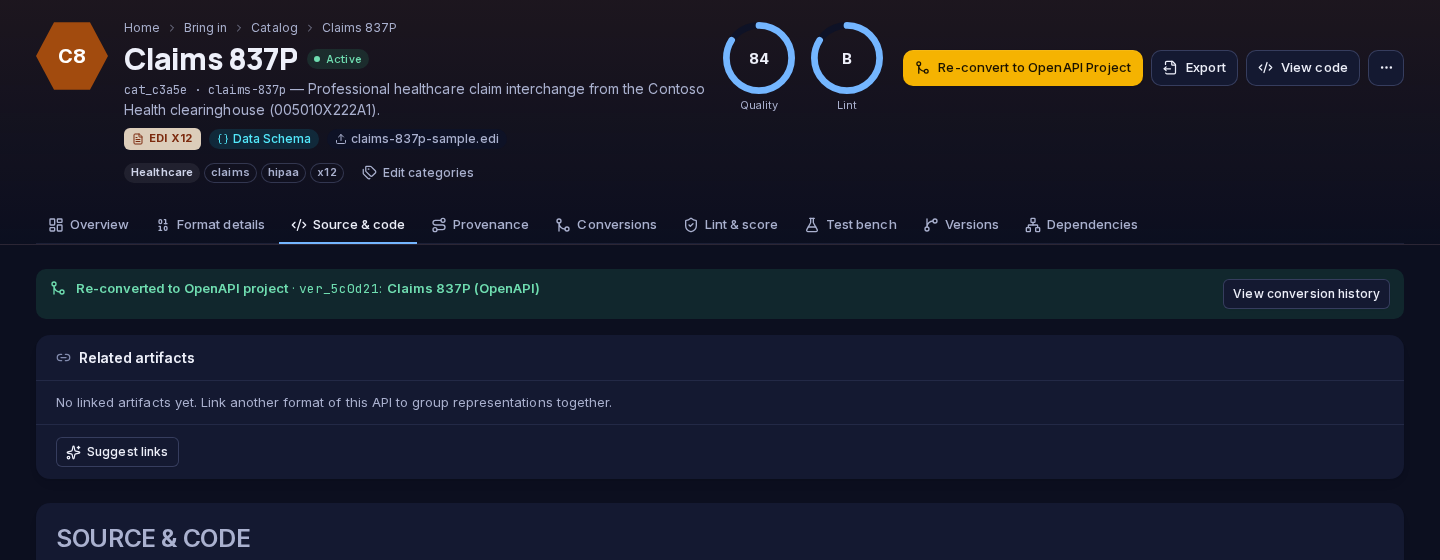 C8
Home > Bring in > Catalog > Claims 837P
Claims 837P
Active
cat_c3a5e · claims-837p — Professional healthcare claim interchange from the Contoso
Health clearinghouse (005010X222A1).
EDI X12
{} Data Schema
claims-837p-sample.edi
Healthcare
claims
hipaa
x12
Edit categories
84
Quality
B
Lint
Re-convert to OpenAPI Project
Export
View code
Overview
Format details
Source & code
Provenance
Conversions
Lint & score
Test bench
Versions
Dependencies
Re-converted to OpenAPI project · ver_5c0d21: Claims 837P (OpenAPI)
View conversion history
Related artifacts
No linked artifacts yet. Link another format of this API to group representations together.
Suggest links
SOURCE & CODE